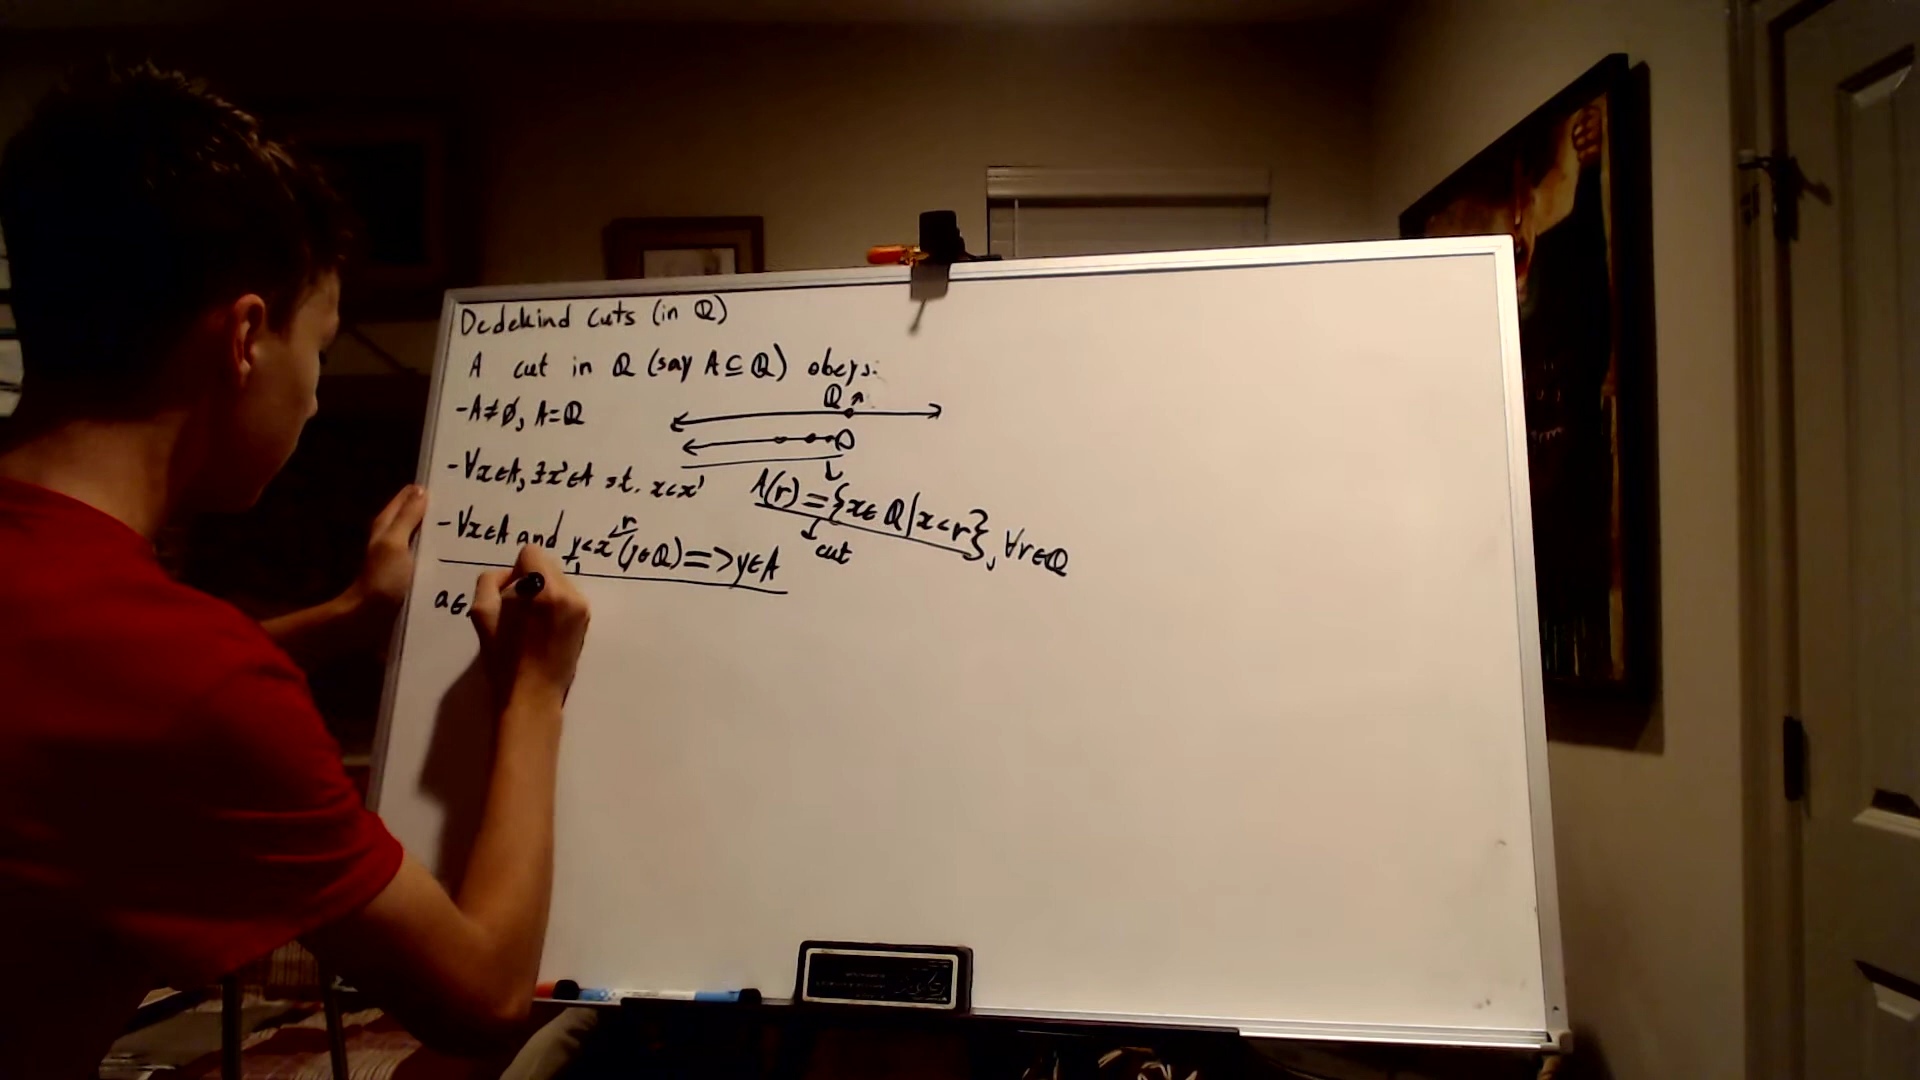 Dedekind cuts (in ℚ)
A cut in ℚ (say A⊆ℚ) obeys:
-A≠∅, A=ℚ
ℚ r
-∀x∈A, ∃x'∈A st. x<x'
A(r)={x∈ℚ|x<r}, ∀r∈ℚ
cut
-∀x∈A and y<x (y∈ℚ)=>y∈A
r
a∈